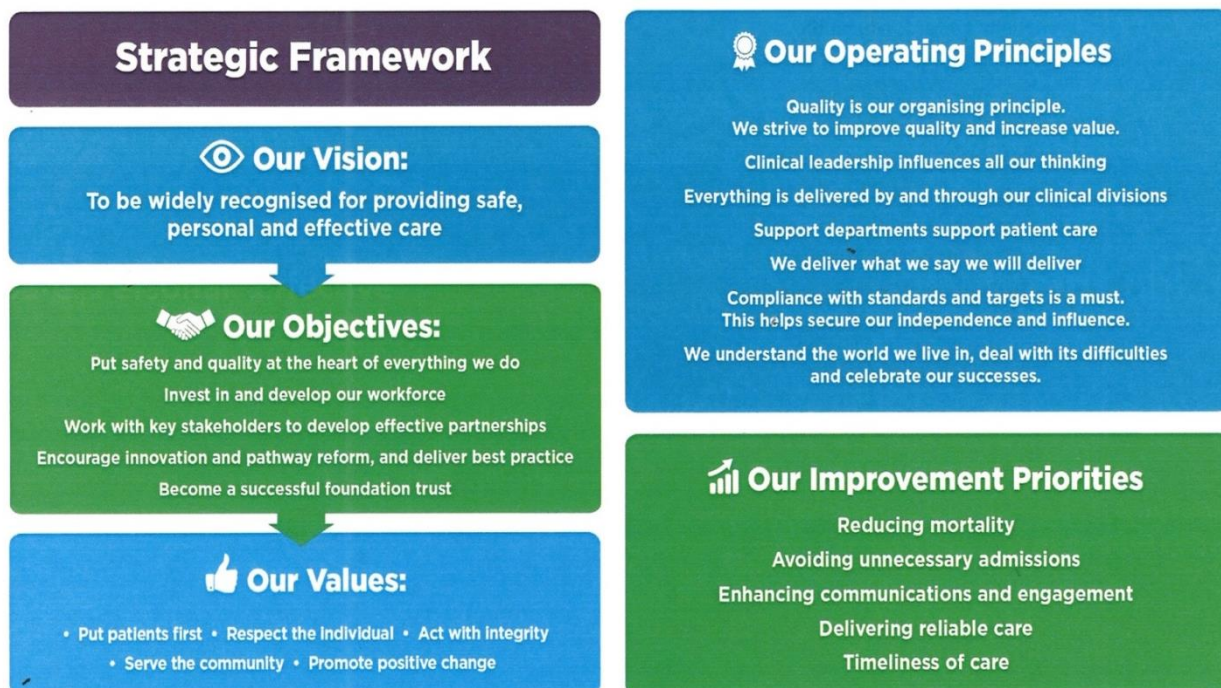 Strategic Framework
Our Vision:
To be widely recognised for providing safe,
personal and effective care
Our Objectives:
Put safety and quality at the heart of everything we do
Invest in and develop our workforce
Work with key stakeholders to develop effective partnerships
Encourage innovation and pathway reform, and deliver best practice
Become a successful foundation trust
Our Values:
• Put patients first • Respect the individual • Act with integrity
• Serve the community • Promote positive change
Our Operating Principles
Quality is our organising principle.
We strive to improve quality and increase value.
Clinical leadership influences all our thinking
Everything is delivered by and through our clinical divisions
Support departments support patient care
We deliver what we say we will deliver
Compliance with standards and targets is a must.
This helps secure our independence and influence.
We understand the world we live in, deal with its difficulties
and celebrate our successes.
Our Improvement Priorities
Reducing mortality
Avoiding unnecessary admissions
Enhancing communications and engagement
Delivering reliable care
Timeliness of care